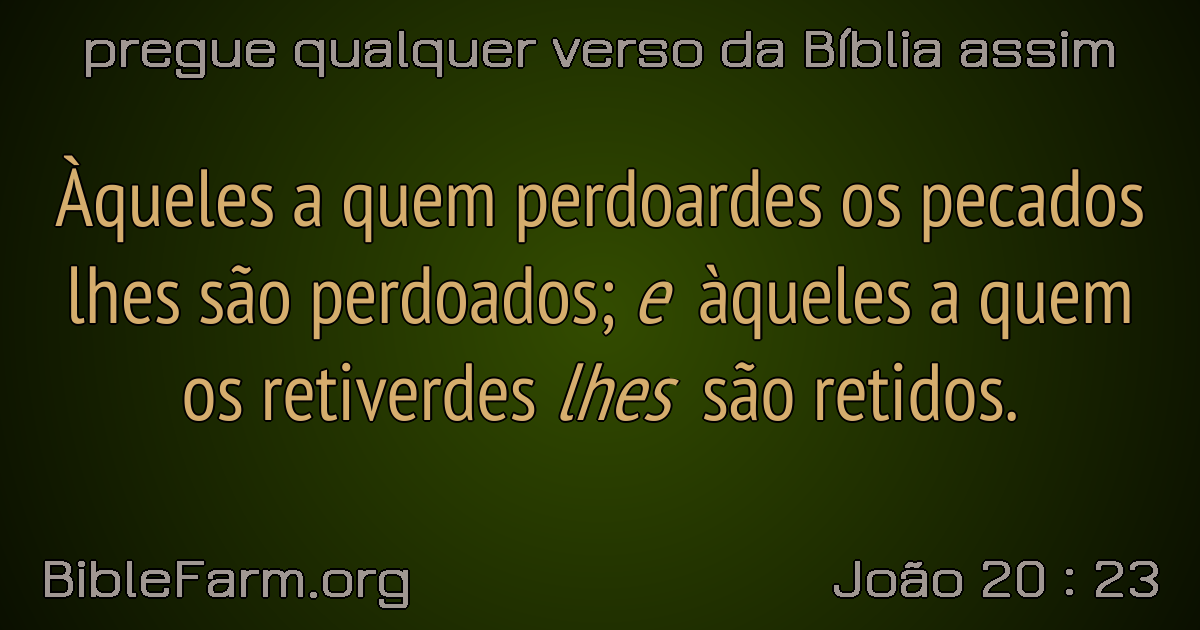 pregue qualquer verso da Bíblia assim
Àqueles a quem perdoardes os pecados
lhes são perdoados; e àqueles a quem
os retiverdes lhes são retidos.
BibleFarm.org
João 20 : 23